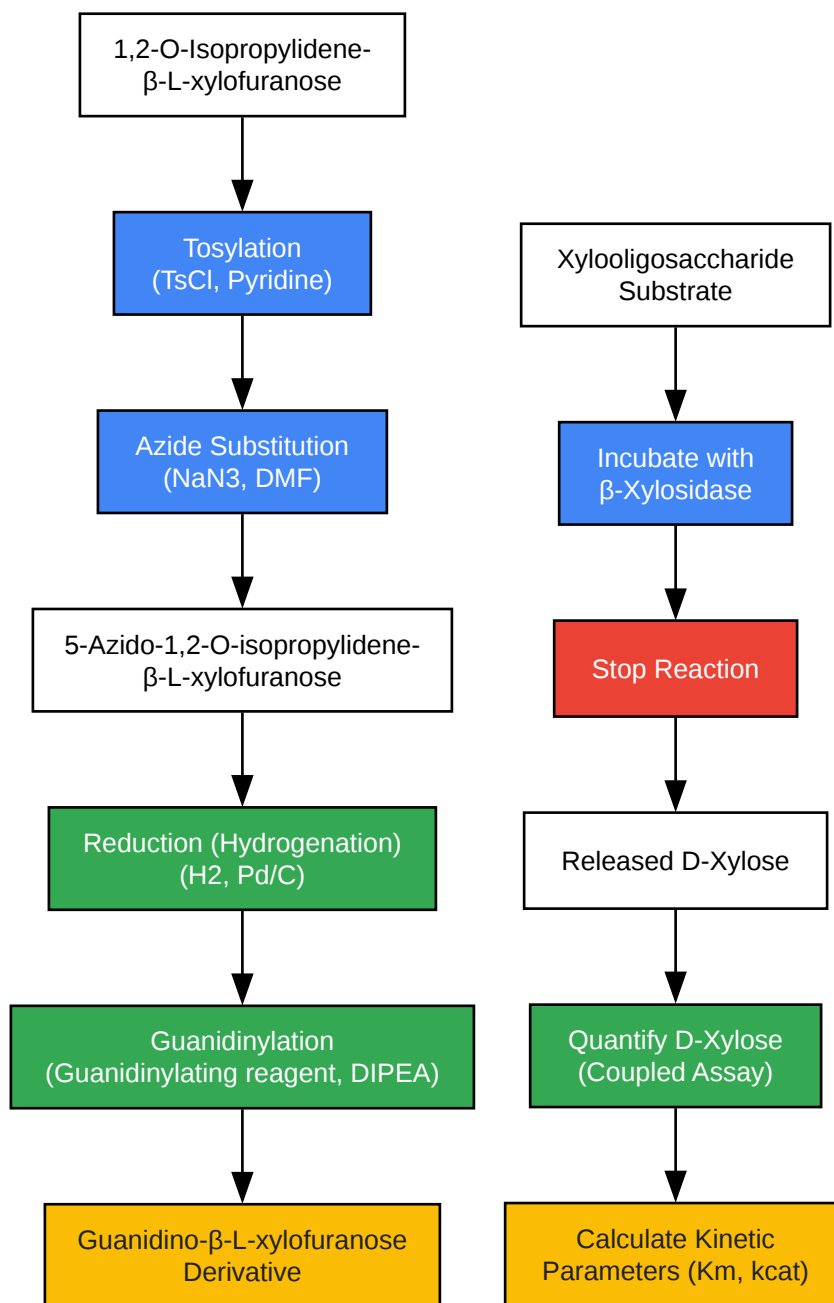 1,2-O-Isopropylidene-
β-L-xylofuranose
Tosylation
(TsCl, Pyridine)
Azide Substitution
(NaN3, DMF)
5-Azido-1,2-O-isopropylidene-
β-L-xylofuranose
Reduction (Hydrogenation)
(H2, Pd/C)
Guanidinylation
(Guanidinylating reagent, DIPEA)
Guanidino-β-L-xylofuranose
Derivative
Xylooligosaccharide
Substrate
Incubate with
β-Xylosidase
Stop Reaction
Released D-Xylose
Quantify D-Xylose
(Coupled Assay)
Calculate Kinetic
Parameters (Km, kcat)